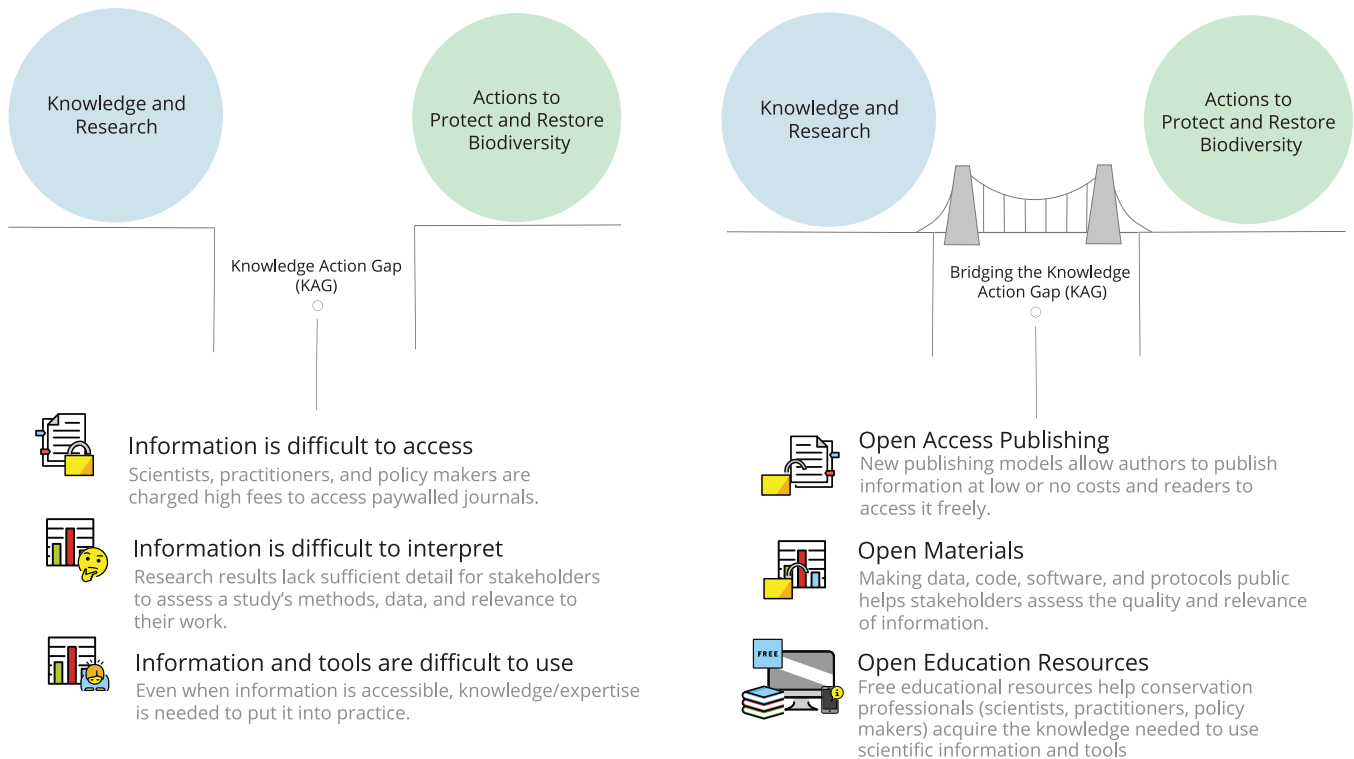 Knowledge and
Research
Actions to
Protect and Restore
Biodiversity
Knowledge Action Gap
(KAG)
Information is difficult to access
Scientists, practitioners, and policy makers are
charged high fees to access paywalled journals.
Information is difficult to interpret
Research results lack sufficient detail for stakeholders
to assess a study's methods, data, and relevance to
their work.
Information and tools are difficult to use
Even when information is accessible, knowledge/expertise
is needed to put it into practice.
Knowledge and
Research
Actions to
Protect and Restore
Biodiversity
Bridging the Knowledge
Action Gap (KAG)
Open Access Publishing
New publishing models allow authors to publish
information at low or no costs and readers to
access it freely.
Open Materials
Making data, code, software, and protocols public
helps stakeholders assess the quality and relevance
of information.
FREE
i
Open Education Resources
Free educational resources help conservation
professionals (scientists, practitioners, policy
makers) acquire the knowledge needed to use
scientific information and tools